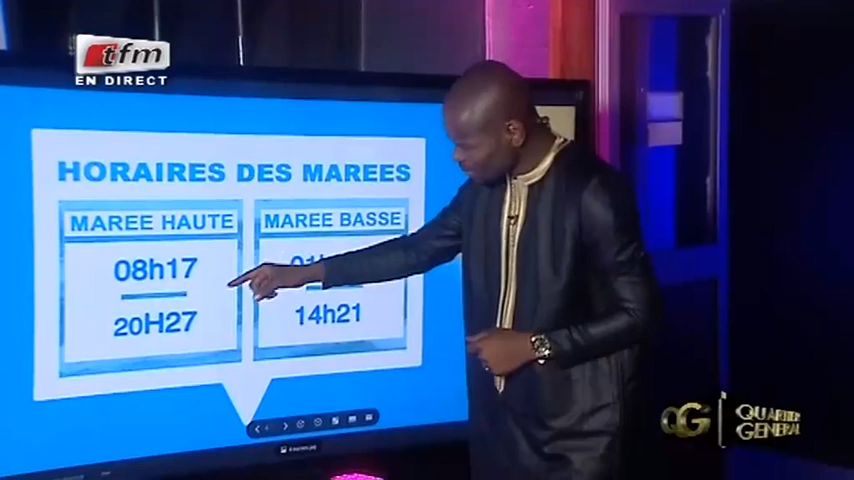 tfm
EN DIRECT
HORAIRES DES MAREES
MAREE HAUTE
MAREE BASSE
08h17
20H27
14h21
QG
QUARTIER
GENERAL